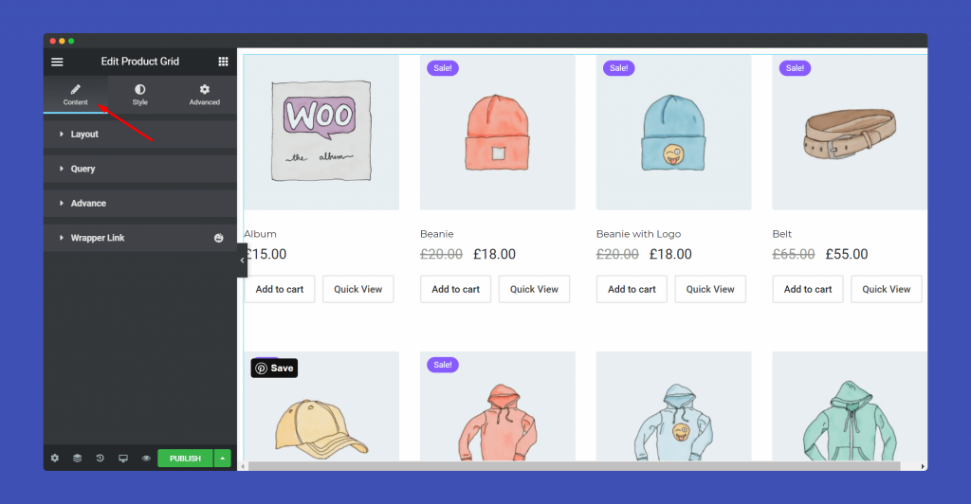 Edit Product Grid
Content
Style
Advanced
Layout
Query
Advance
Wrapper Link
PUBLISH
Sale!
Sale!
Sale!
WOO
the album
Album
Beanie
Beanie with Logo
Belt
£15.00
£20.00 £18.00
£20.00 £18.00
£65.00 £55.00
Add to cart
Quick View
Add to cart
Quick View
Add to cart
Quick View
Add to cart
Quick View
Save
Sale!